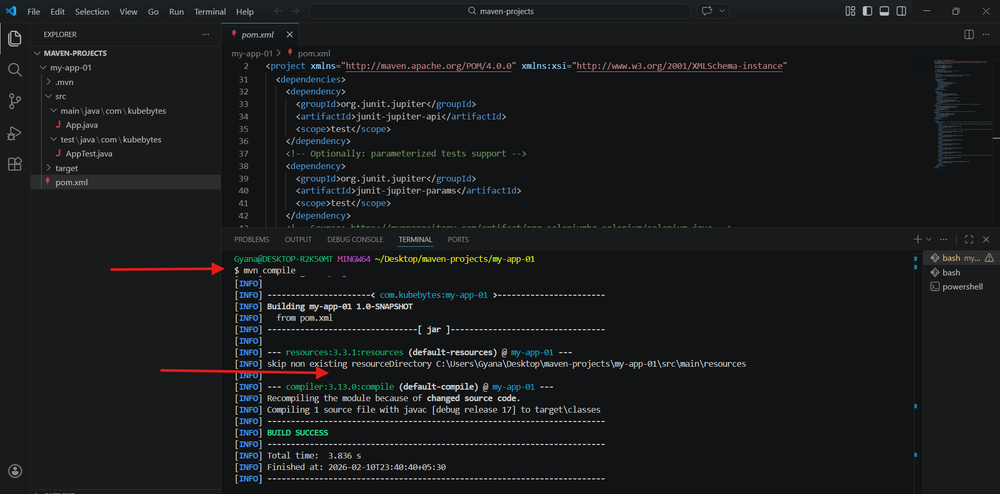 File Edit Selection View Go Run Terminal Help
maven-projects
EXPLORER
MAVEN-PROJECTS
my-app-01
.mvn
src
main\java\com\kubebytes
App.java
test\java\com\kubebytes
AppTest.java
target
pom.xml
pom.xml
my-app-01 > pom.xml
2 <project xmlns="http://maven.apache.org/POM/4.0.0" xmlns:xsi="http://www.w3.org/2001/XMLSchema-instance"
31 <dependencies>
32 <dependency>
33 <groupId>org.junit.jupiter</groupId>
34 <artifactId>junit-jupiter-api</artifactId>
35 <scope>test</scope>
36 </dependency>
37 <!-- Optionally: parameterized tests support -->
38 <dependency>
39 <groupId>org.junit.jupiter</groupId>
40 <artifactId>junit-jupiter-params</artifactId>
41 <scope>test</scope>
42 </dependency>
PROBLEMS OUTPUT DEBUG CONSOLE TERMINAL PORTS
Gyana@DESKTOP-R2K50MT MINGW64 ~/Desktop/maven-projects/my-app-01
$ mvn compile
[INFO]
[INFO] ----------------------< com.kubebytes:my-app-01 >-----------------------
[INFO] Building my-app-01 1.0-SNAPSHOT
[INFO]   from pom.xml
[INFO] --------------------------------[ jar ]---------------------------------
[INFO]
[INFO] --- resources:3.3.1:resources (default-resources) @ my-app-01 ---
[INFO] skip non existing resourceDirectory C:\Users\Gyana\Desktop\maven-projects\my-app-01\src\main\resources
[INFO]
[INFO] --- compiler:3.13.0:compile (default-compile) @ my-app-01 ---
[INFO] Recompiling the module because of changed source code.
[INFO] Compiling 1 source file with javac [debug release 17] to target\classes
[INFO] ------------------------------------------------------------------------
[INFO] BUILD SUCCESS
[INFO] ------------------------------------------------------------------------
[INFO] Total time:  3.836 s
[INFO] Finished at: 2026-02-10T23:40:40+05:30
[INFO] ------------------------------------------------------------------------
bash my...
bash
powershell